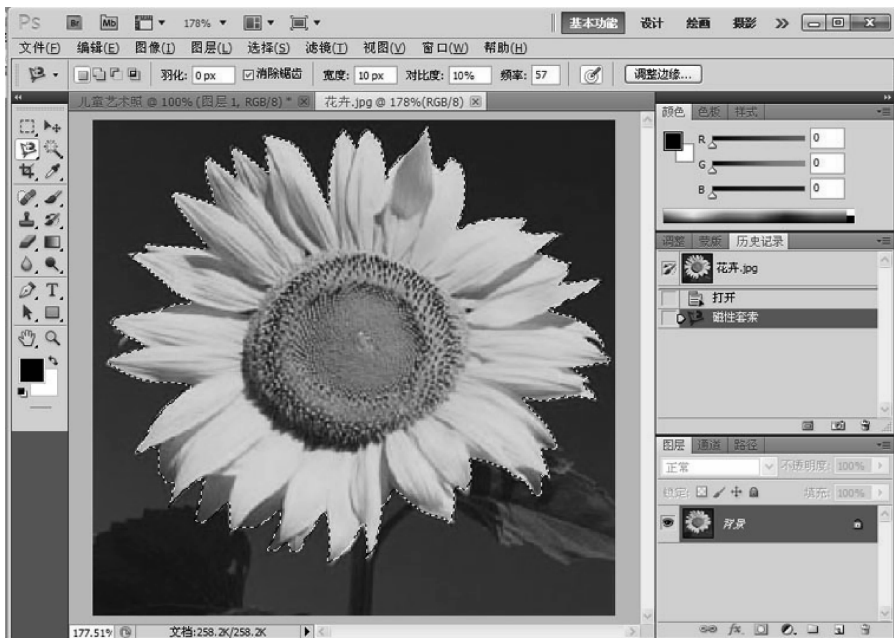 Ps Br Mb 178% 基本功能 设计 绘画 摄影
文件(F) 编辑(E) 图像(I) 图层(L) 选择(S) 滤镜(T) 视图(V) 窗口(W) 帮助(H)
羽化: 0 px 消除锯齿 宽度: 10 px 对比度: 10% 频率: 57 调整边缘...
儿童艺术照 @ 100% (图层 1, RGB/8) * 花卉.jpg @ 178%(RGB/8)
颜色 色板 样式
R 0
G 0
B 0
调整 蒙版 历史记录
花卉.jpg
打开
磁性套索
图层 通道 路径
正常 不透明度: 100%
锁定: 填充: 100%
背景
177.51% 文档:258.2K/258.2K